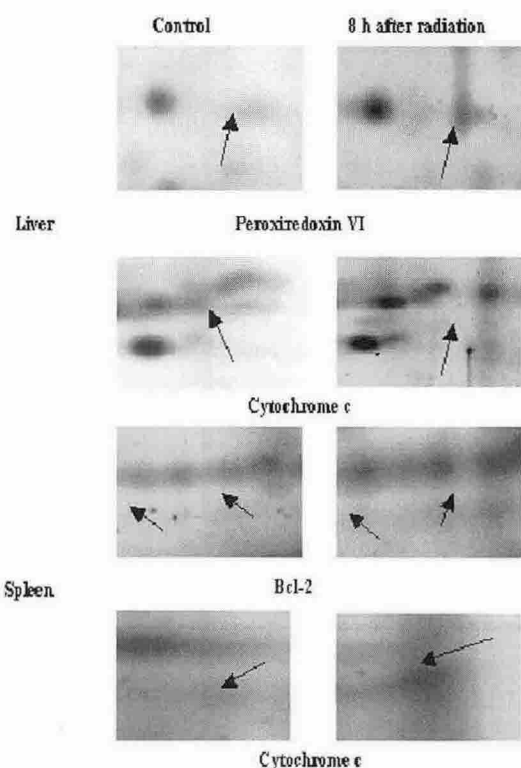 Control 8 h after radiation
Liver Peroxiredoxin VI
Cytochrome c
Spleen Bcl-2
Cytochrome c